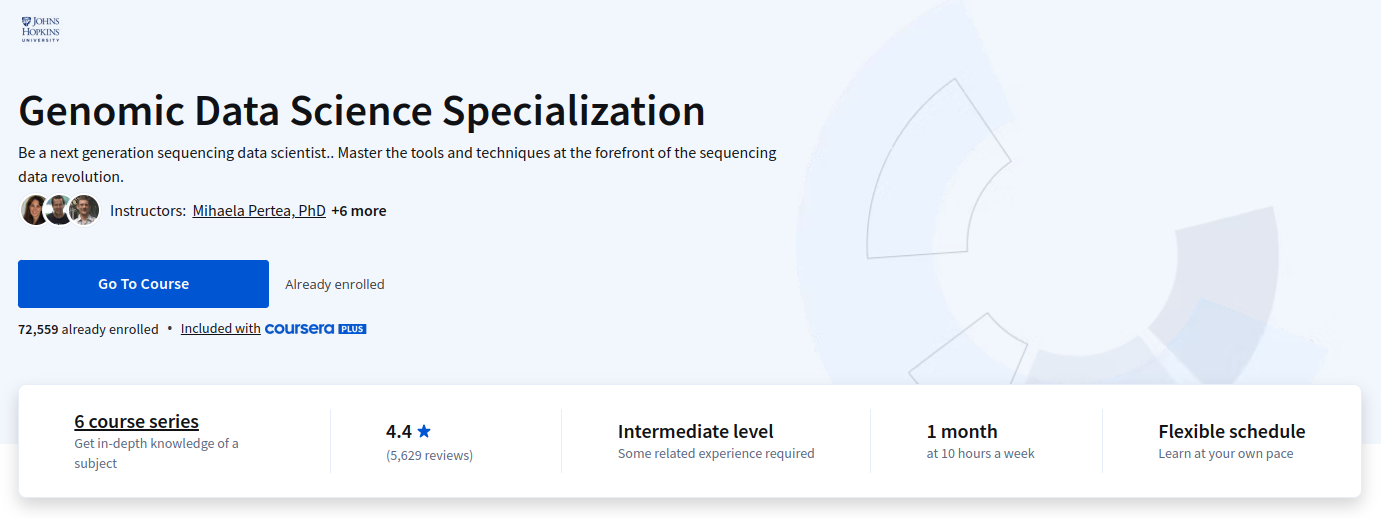 JOHNS
HOPKINS
UNIVERSITY
Genomic Data Science Specialization
Be a next generation sequencing data scientist.. Master the tools and techniques at the forefront of the sequencing
data revolution.
Instructors: Mihaela Pertea, PhD +6 more
Go To Course Already enrolled
72,559 already enrolled • Included with coursera PLUS
6 course series
Get in-depth knowledge of a
subject
4.4 ★
(5,629 reviews)
Intermediate level
Some related experience required
1 month
at 10 hours a week
Flexible schedule
Learn at your own pace